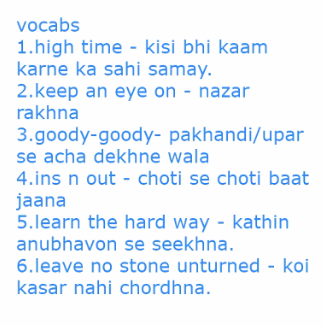 vocabs
1.high time - kisi bhi kaam
karne ka sahi samay.
2.keep an eye on - nazar
rakhna
3.goody-goody- pakhandi/upar
se acha dekhne wala
4.ins n out - choti se choti baat
jaana
5.learn the hard way - kathin
anubhavon se seekhna.
6.leave no stone unturned - koi
kasar nahi chordhna.